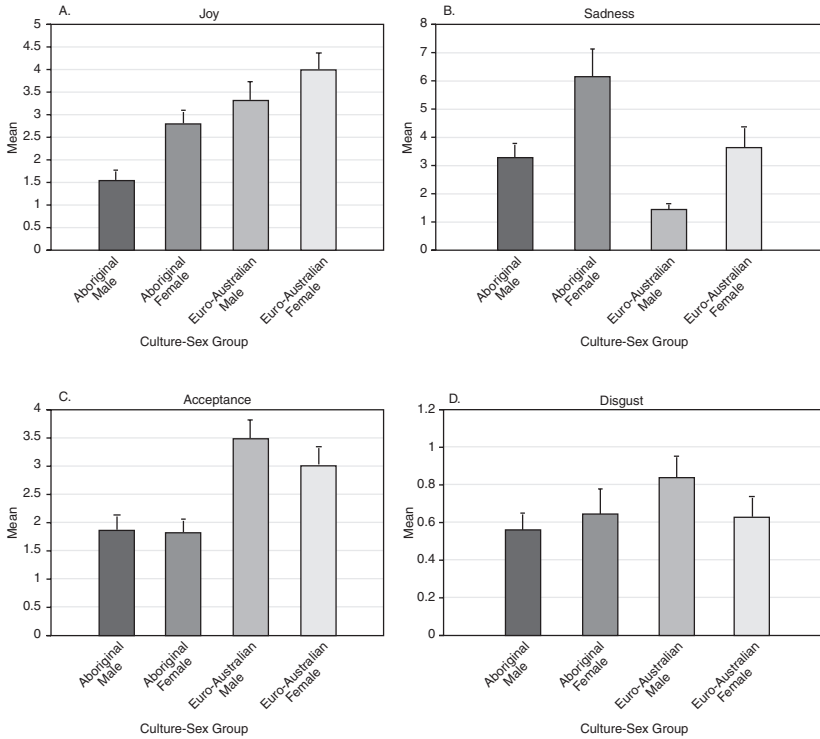 A.
Joy
5
4.5
4
3.5
3
2.5
2
1.5
1
0.5
0
Mean
Aboriginal
Male
Aboriginal
Female
Euro-Australian
Male
Euro-Australian
Female
Culture-Sex Group
B.
Sadness
8
7
6
5
4
3
2
1
0
Mean
Aboriginal
Male
Aboriginal
Female
Euro-Australian
Male
Euro-Australian
Female
Culture-Sex Group
C.
Acceptance
4
3.5
3
2.5
2
1.5
1
0.5
0
Mean
Aboriginal
Male
Aboriginal
Female
Euro-Australian
Male
Euro-Australian
Female
Culture-Sex Group
D.
Disgust
1.2
1
0.8
0.6
0.4
0.2
0
Mean
Aboriginal
Male
Aboriginal
Female
Euro-Australian
Male
Euro-Australian
Female
Culture-Sex Group